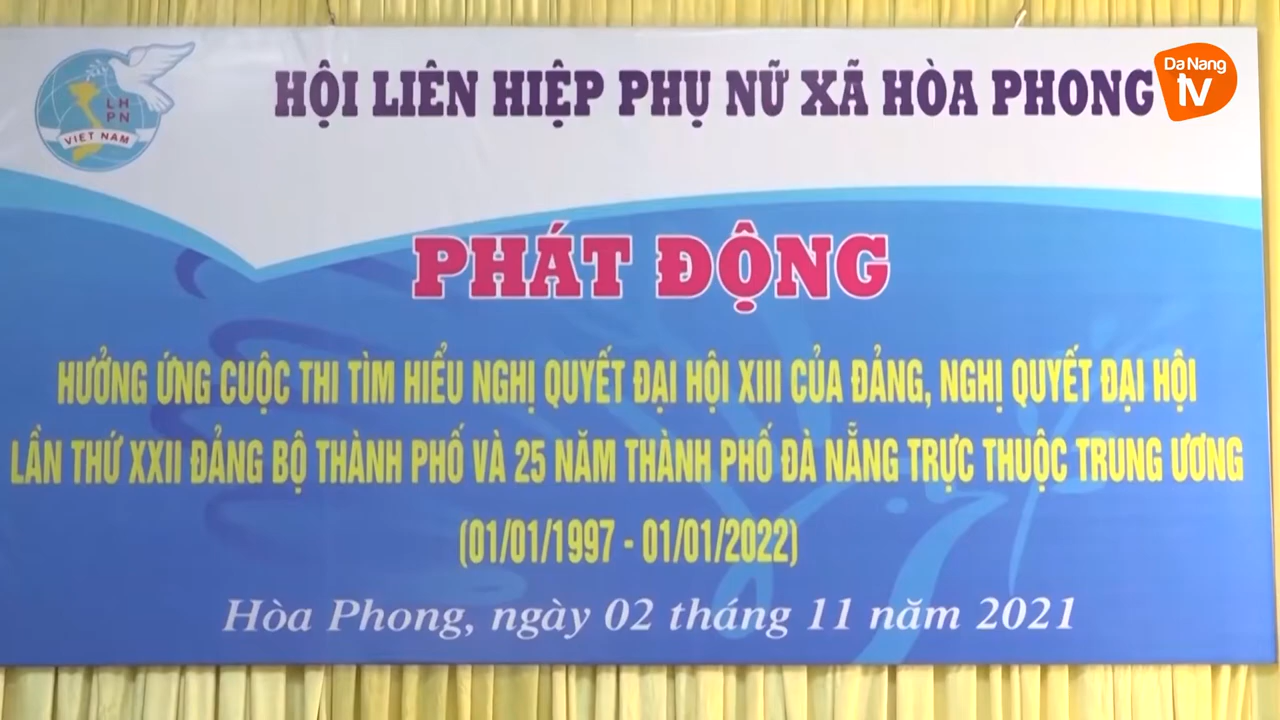 Da Nang
tv
HỘI LIÊN HIỆP PHỤ NỮ XÃ HÒA PHONG
L H
P N
VIỆT NAM
PHÁT ĐỘNG
HƯỞNG ỨNG CUỘC THI TÌM HIỂU NGHỊ QUYẾT ĐẠI HỘI XIII CỦA ĐẢNG, NGHỊ QUYẾT ĐẠI HỘI
LẦN THỨ XXII ĐẢNG BỘ THÀNH PHỐ VÀ 25 NĂM THÀNH PHỐ ĐÀ NẴNG TRỰC THUỘC TRUNG ƯƠNG
(01/01/1997 - 01/01/2022)
Hòa Phong, ngày 02 tháng 11 năm 2021